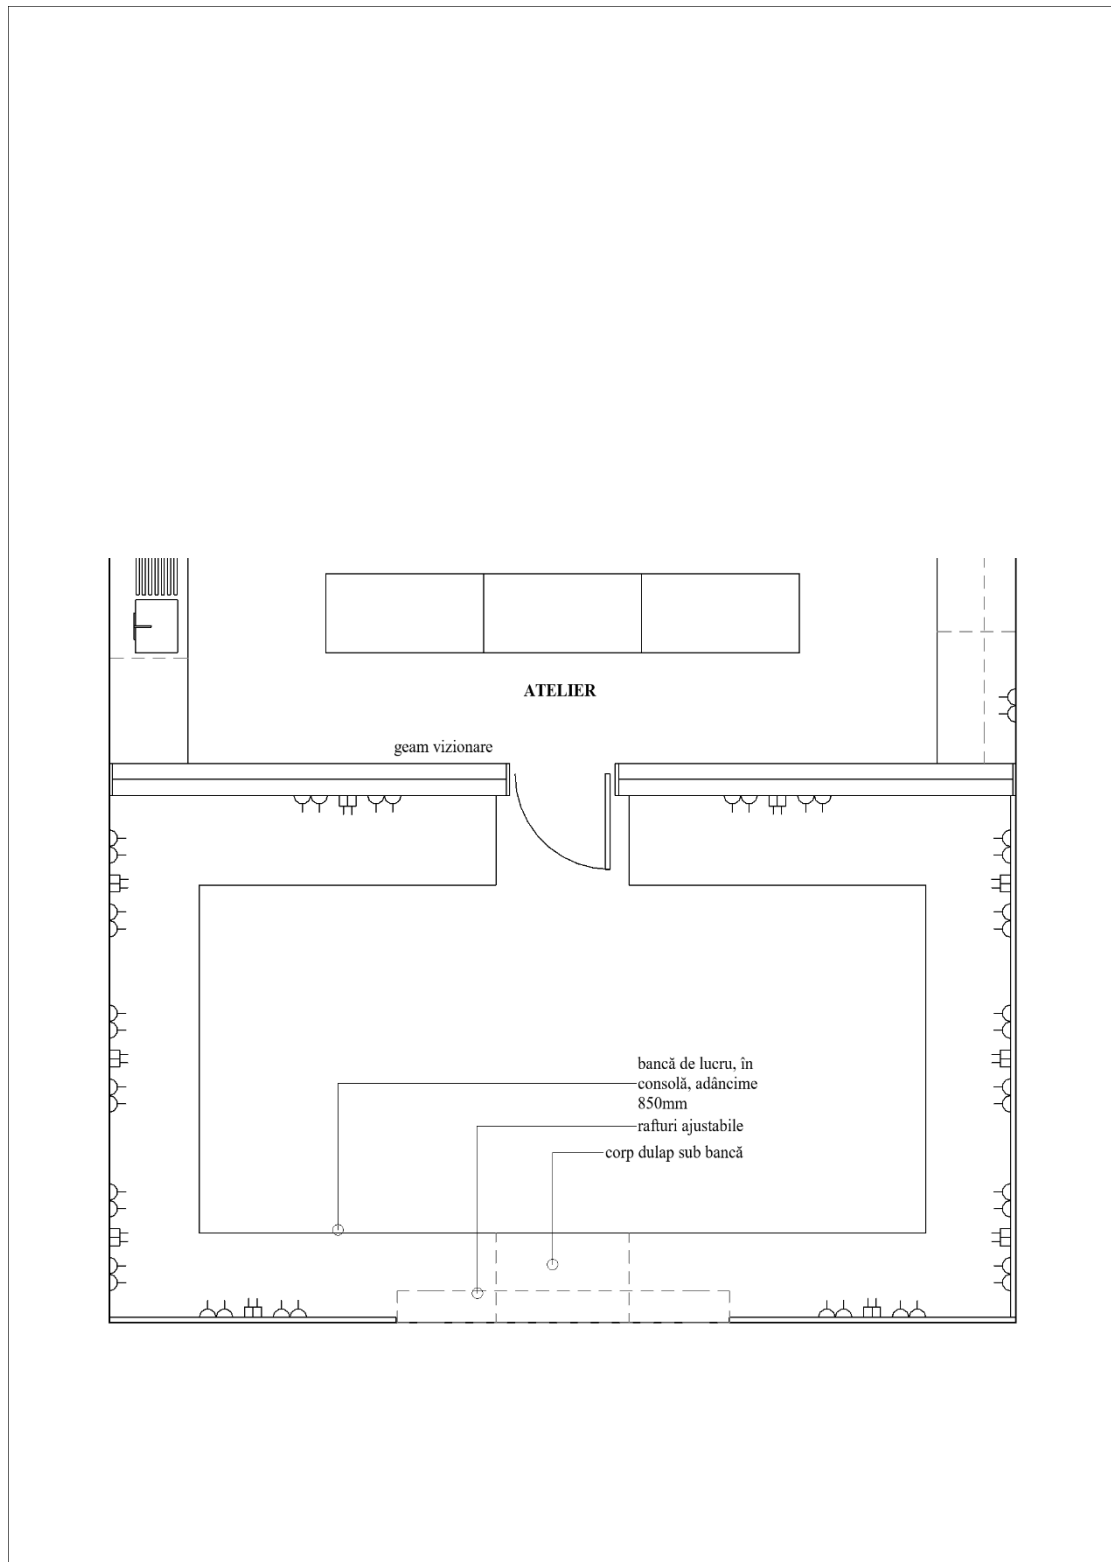 ATELIER
geam vizionare
bancă de lucru, în
consolă, adâncime
850mm
rafturi ajustabile
corp dulap sub bancă